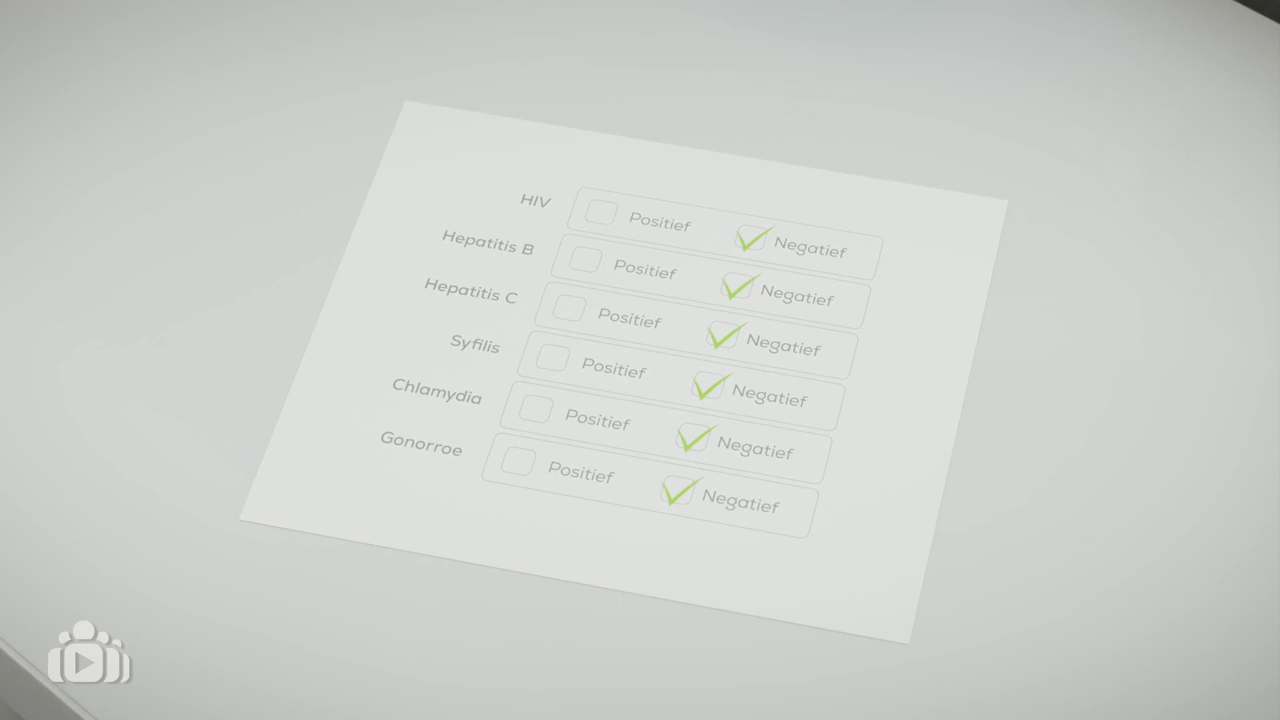 HIV Positief Negatief
Hepatitis B Positief Negatief
Hepatitis C Positief Negatief
Syfilis Positief Negatief
Chlamydia Positief Negatief
Gonorroe Positief Negatief